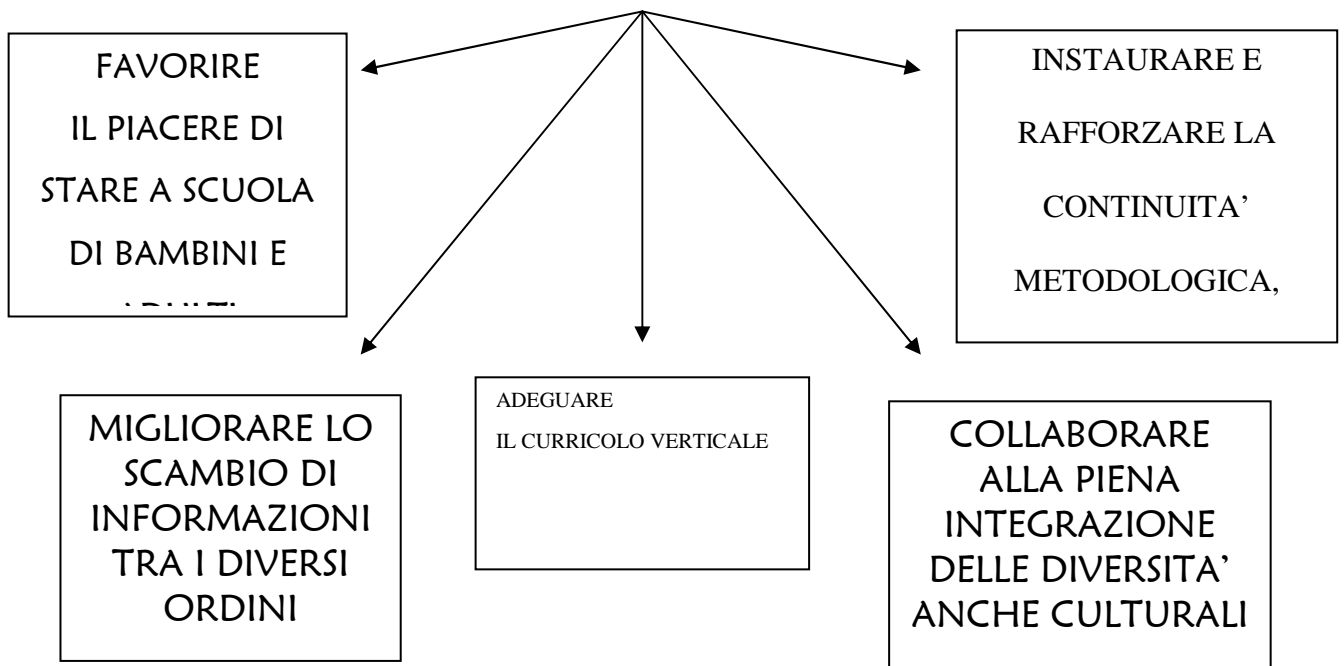 FAVORIRE
IL PIACERE DI
STARE A SCUOLA
DI BAMBINI E
INSTAURARE E
RAFFORZARE LA
CONTINUITA’
METODOLOGICA,
MIGLIORARE LO
SCAMBIO DI
INFORMAZIONI
TRA I DIVERSI
ORDINI
ADEGUARE
IL CURRICOLO VERTICALE
COLLABORARE
ALLA PIENA
INTEGRAZIONE
DELLE DIVERSITA’
ANCHE CULTURALI